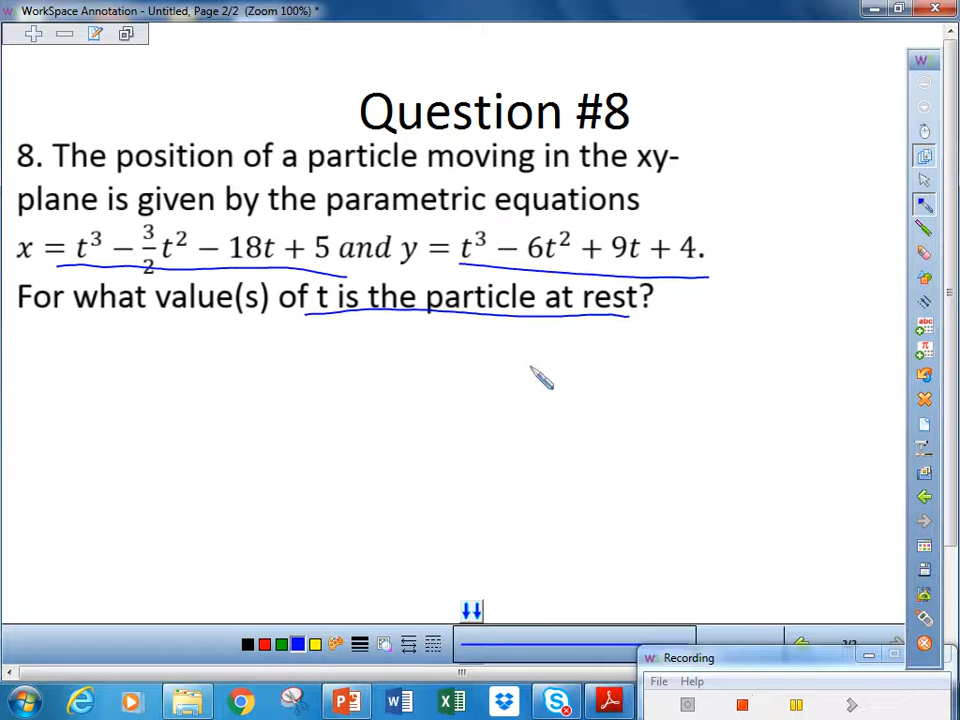 WorkSpace Annotation - Untitled, Page 2/2 (Zoom 100%) *
Question #8
8. The position of a particle moving in the xy-
plane is given by the parametric equations
x = t³ − 3/2 t² − 18t + 5 and y = t³ − 6t² + 9t + 4.
For what value(s) of t is the particle at rest?
Recording
File Help